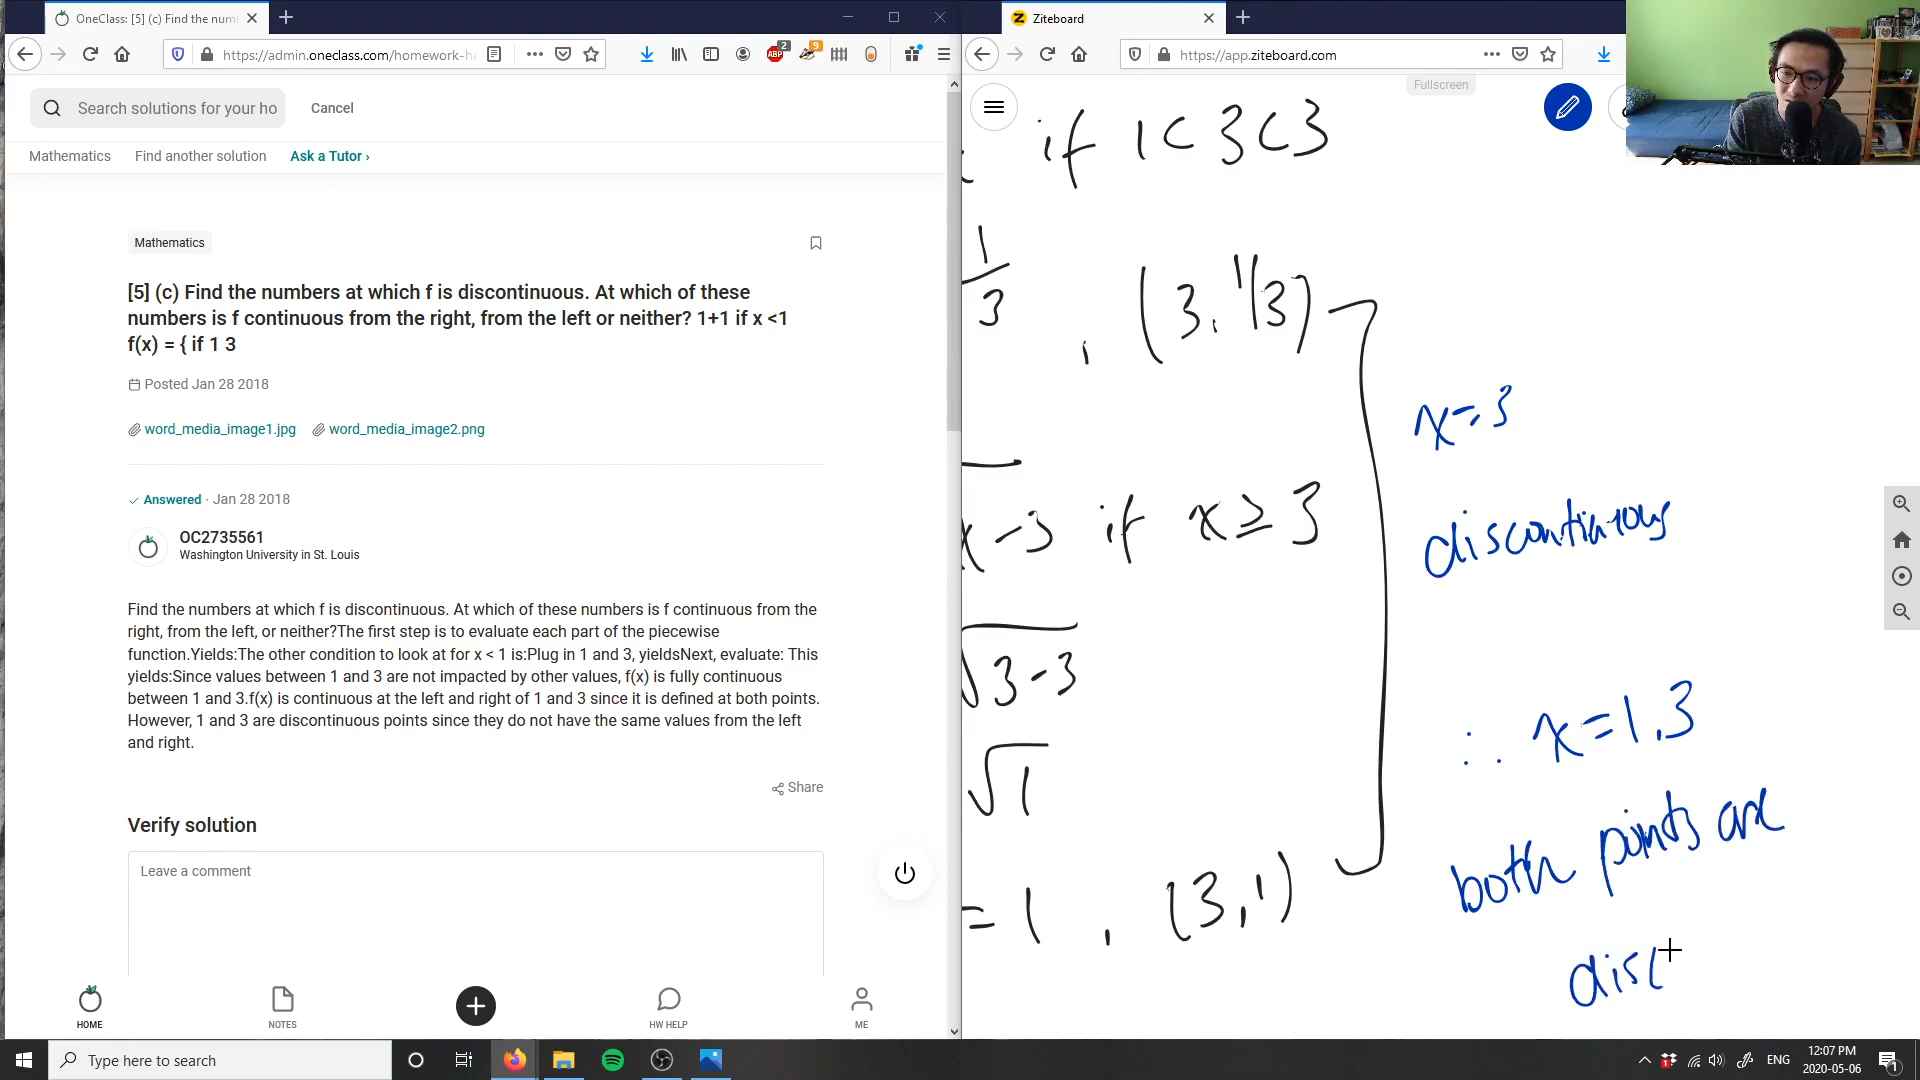 OneClass: [5] (c) Find the num
Ziteboard
https://admin.oneclass.com/homework-he
https://app.ziteboard.com
Fullscreen
Search solutions for your ho
Cancel
Mathematics
Find another solution
Ask a Tutor ›
Mathematics
[5] (c) Find the numbers at which f is discontinuous. At which of these
numbers is f continuous from the right, from the left or neither? 1+1 if x <1
f(x) = { if 1 3
Posted Jan 28 2018
word_media_image1.jpg
word_media_image2.png
Answered · Jan 28 2018
OC2735561
Washington University in St. Louis
Find the numbers at which f is discontinuous. At which of these numbers is f continuous from the
right, from the left, or neither?The first step is to evaluate each part of the piecewise
function.Yields:The other condition to look at for x < 1 is:Plug in 1 and 3, yieldsNext, evaluate: This
yields:Since values between 1 and 3 are not impacted by other values, f(x) is fully continuous
between 1 and 3.f(x) is continuous at the left and right of 1 and 3 since it is defined at both points.
However, 1 and 3 are discontinuous points since they do not have the same values from the left
and right.
Share
Verify solution
Leave a comment
HOME
NOTES
HW HELP
ME
if 1 < 3 < 3
1/3 , (3, 1/3)
x = 3
discontinuous
x - 3 if x ≥ 3
√3-3
∴ x = 1, 3
√1
both points are
= 1 , (3, 1)
disc
Type here to search
ENG
12:07 PM
2020-05-06